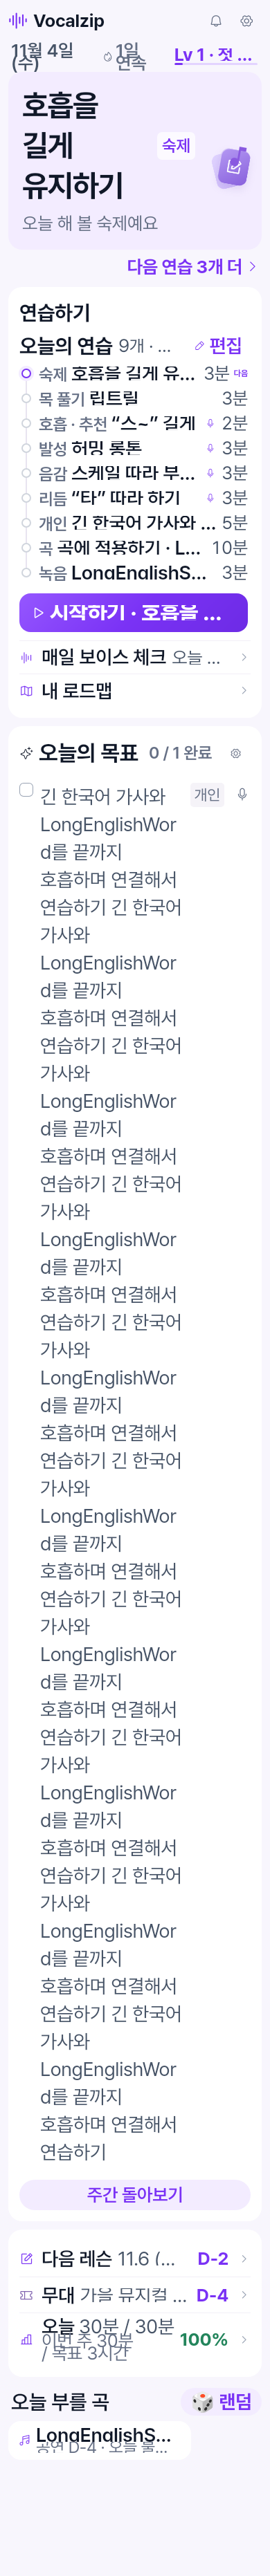 Vocalzip
11월 4일 (수)
1일 연속
Lv 1 · 첫 ...
호흡을
길게
유지하기
숙제
오늘 해 볼 숙제예요
다음 연습 3개 더
연습하기
오늘의 연습 9개 · ... 편집
숙제 호흡을 길게 유... 3분 다음
목 풀기 립트릴 3분
호흡 · 추천 “스~” 길게 2분
발성 허밍 롱톤 3분
음감 스케일 따라 부... 3분
리듬 “타” 따라 하기 3분
개인 긴 한국어 가사와 ... 5분
곡 곡에 적용하기 · L... 10분
녹음 LongEnglishS... 3분
시작하기 · 호흡을 ...
매일 보이스 체크 오늘 ...
내 로드맵
오늘의 목표 0 / 1 완료
긴 한국어 가사와 개인
LongEnglishWor
d를 끝까지
호흡하며 연결해서
연습하기 긴 한국어
가사와
LongEnglishWor
d를 끝까지
호흡하며 연결해서
연습하기 긴 한국어
가사와
LongEnglishWor
d를 끝까지
호흡하며 연결해서
연습하기 긴 한국어
가사와
LongEnglishWor
d를 끝까지
호흡하며 연결해서
연습하기 긴 한국어
가사와
LongEnglishWor
d를 끝까지
호흡하며 연결해서
연습하기 긴 한국어
가사와
LongEnglishWor
d를 끝까지
호흡하며 연결해서
연습하기 긴 한국어
가사와
LongEnglishWor
d를 끝까지
호흡하며 연결해서
연습하기 긴 한국어
가사와
LongEnglishWor
d를 끝까지
호흡하며 연결해서
연습하기 긴 한국어
가사와
LongEnglishWor
d를 끝까지
호흡하며 연결해서
연습하기 긴 한국어
가사와
LongEnglishWor
d를 끝까지
호흡하며 연결해서
연습하기
주간 돌아보기
다음 레슨 11.6 (... D-2
무대 가을 뮤지컬 ... D-4
오늘 30분 / 30분
이번 주 30분
/ 목표 3시간
100%
오늘 부를 곡
랜덤
LongEnglishS...
공연 D-4 · 오늘 불...